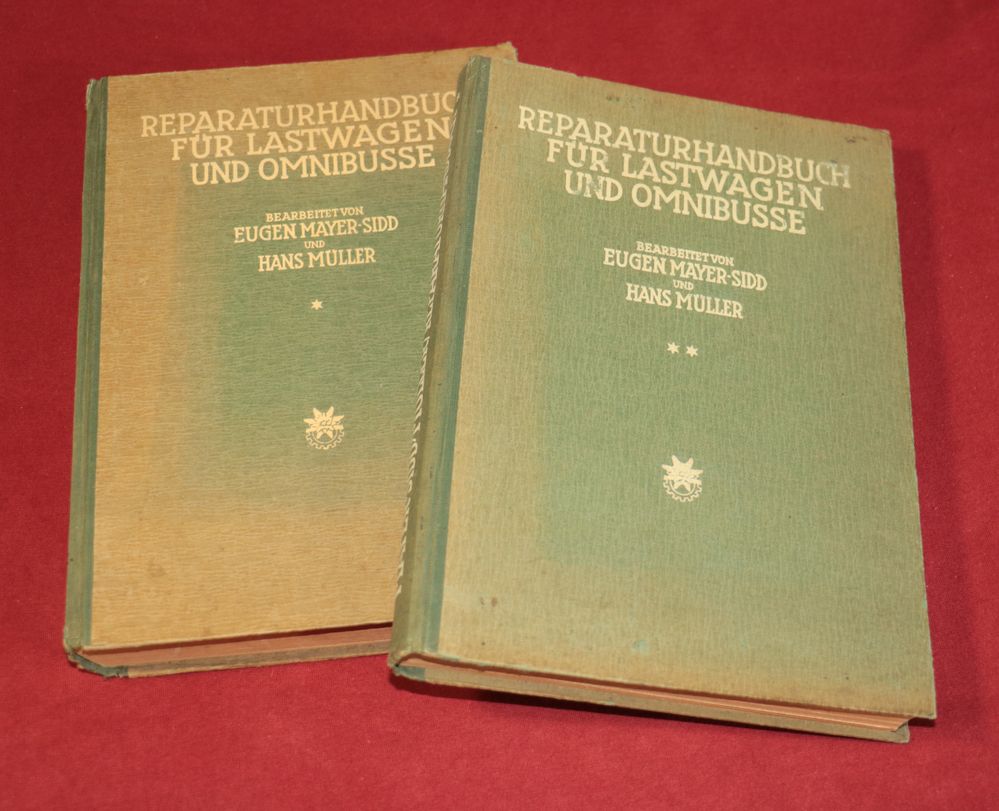 REPARATURHANDBUC
FÜR LASTWAGEN
UND OMNIBUSSE
BEARBEITET VON
EUGEN MAYER-SIDD
UND
HANS MÜLLER
*
REPARATURHANDBUCH
FÜR LASTWAGEN
UND OMNIBUSSE
BEARBEITET VON
EUGEN MAYER-SIDD
UND
HANS MÜLLER
**